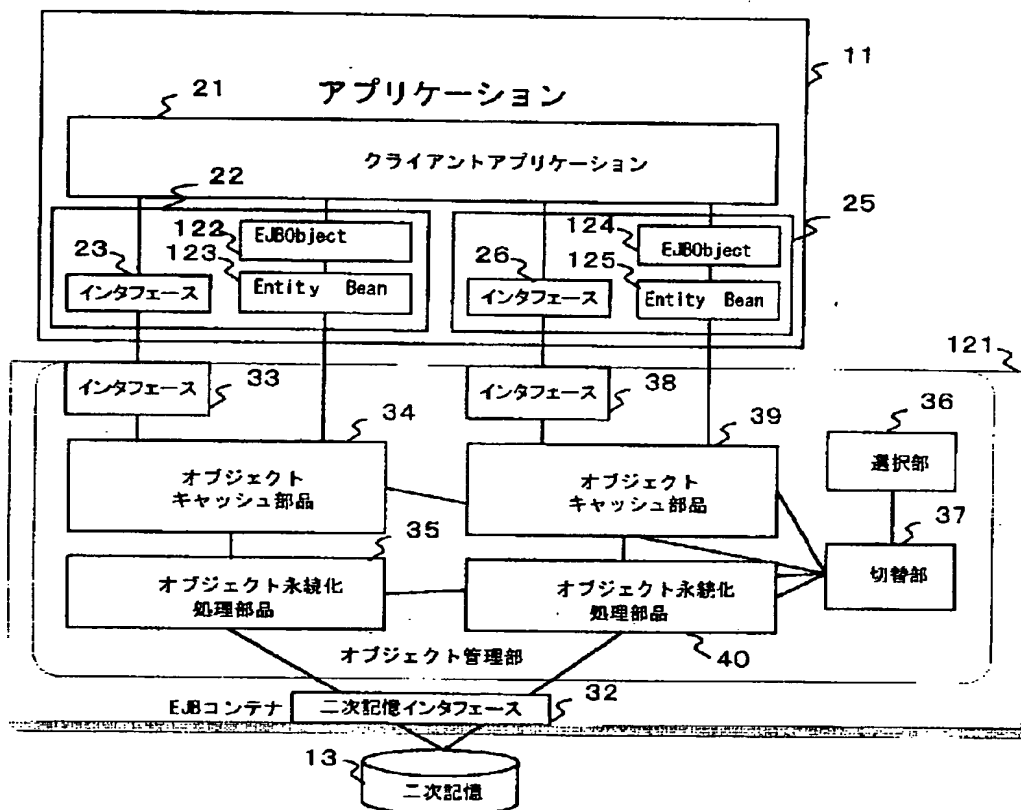 11
21
アプリケーション
クライアントアプリケーション
22
25
122
EJBObject
124
EJBObject
23
123
26
125
インタフェース
Entity Bean
インタフェース
Entity Bean
121
インタフェース
33
インタフェース
38
34
39
36
オブジェクト
キャッシュ部品
オブジェクト
キャッシュ部品
選択部
35
37
オブジェクト永続化
処理部品
オブジェクト永続化
処理部品
切替部
オブジェクト管理部
40
EJBコンテナ
二次記憶インタフェース
32
13
二次記憶